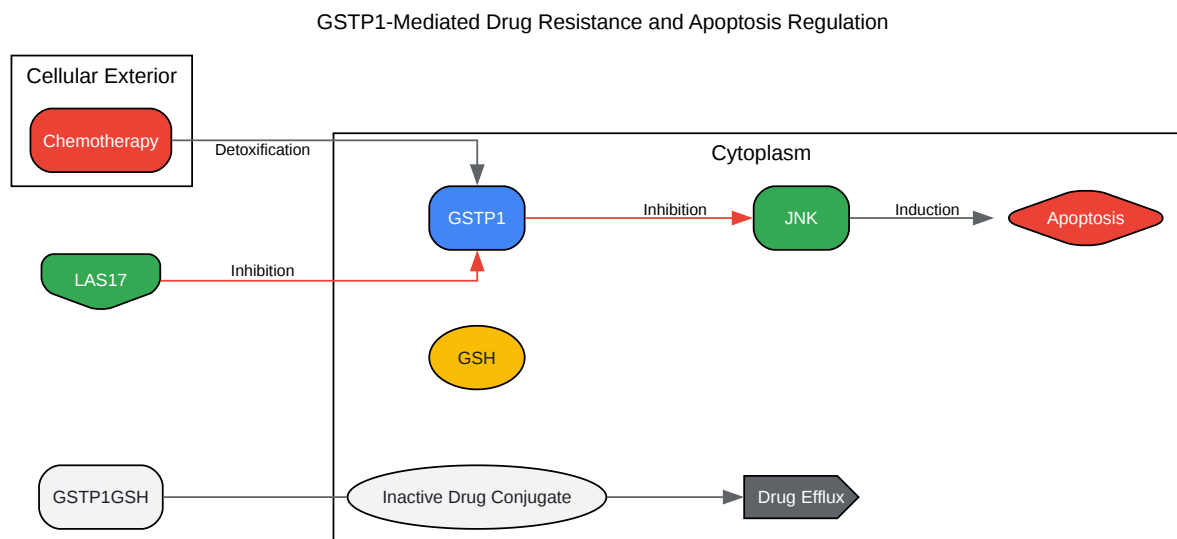 GSTP1-Mediated Drug Resistance and Apoptosis Regulation
Cellular Exterior
Chemotherapy
Detoxification
Cytoplasm
GSTP1
Inhibition
JNK
Induction
Apoptosis
LAS17
Inhibition
GSH
GSTP1GSH
Inactive Drug Conjugate
Drug Efflux